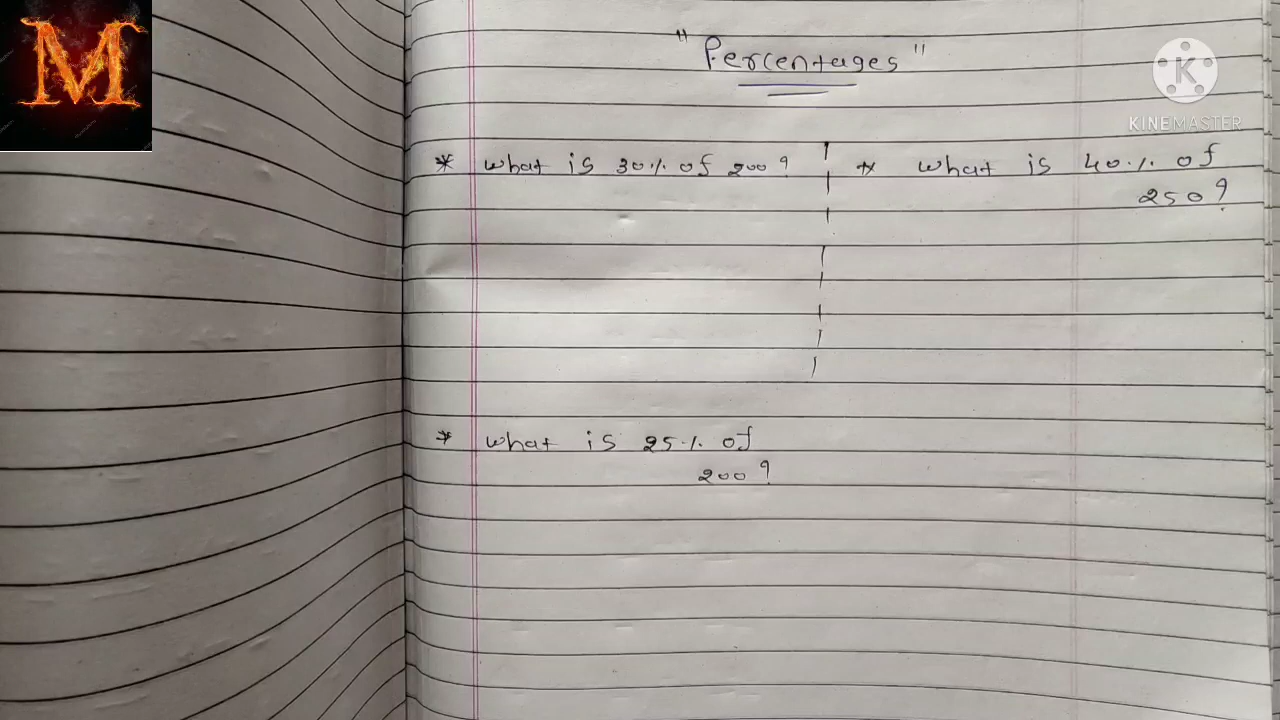 M
" Percentages "
KINEMASTER
* What is 30% of 200?
* What is 40% of
250?
* What is 25% of
200?